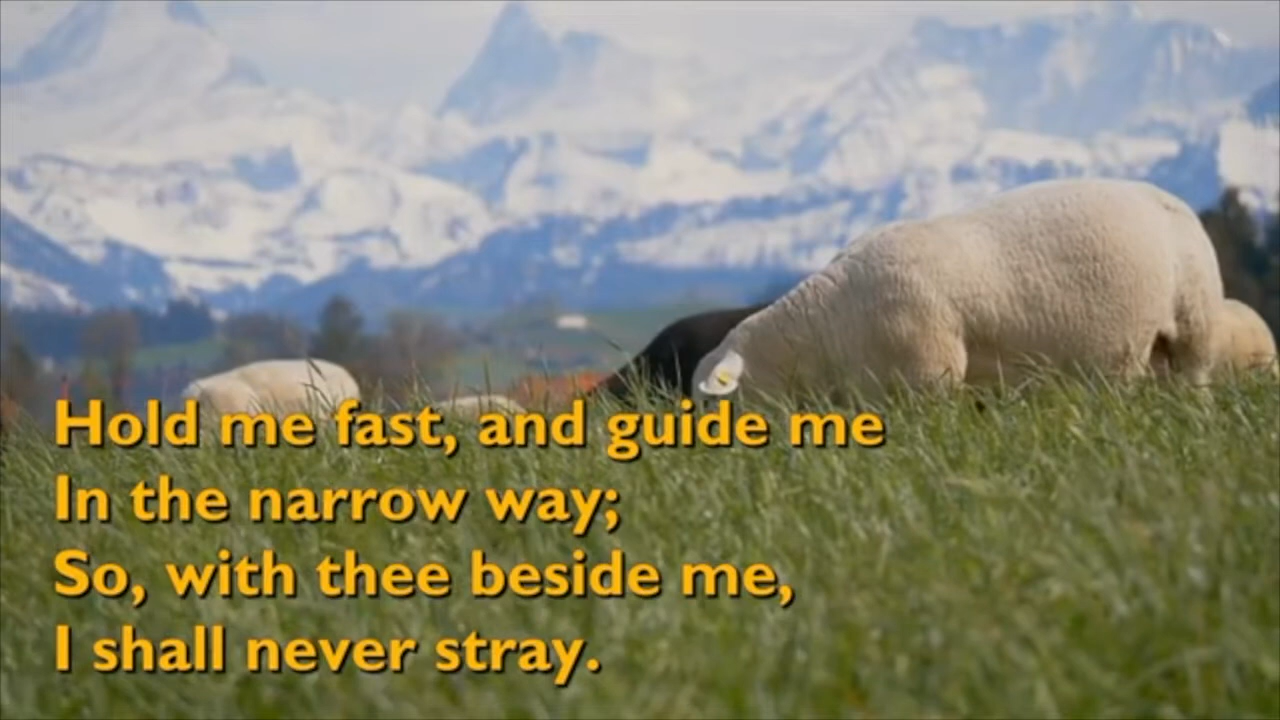 Hold me fast, and guide me
In the narrow way;
So, with thee beside me,
I shall never stray.